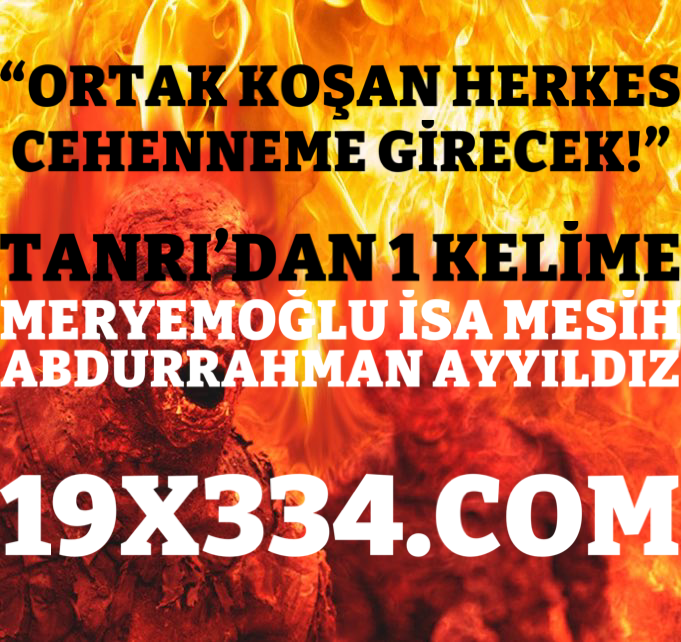 “ORTAK KOŞAN HERKES
CEHENNEME GİRECEK!”
TANRI’DAN 1 KELİME
MERYEMOĞLU İSA MESİH
ABDURRAHMAN AYYILDIZ
19X334.COM